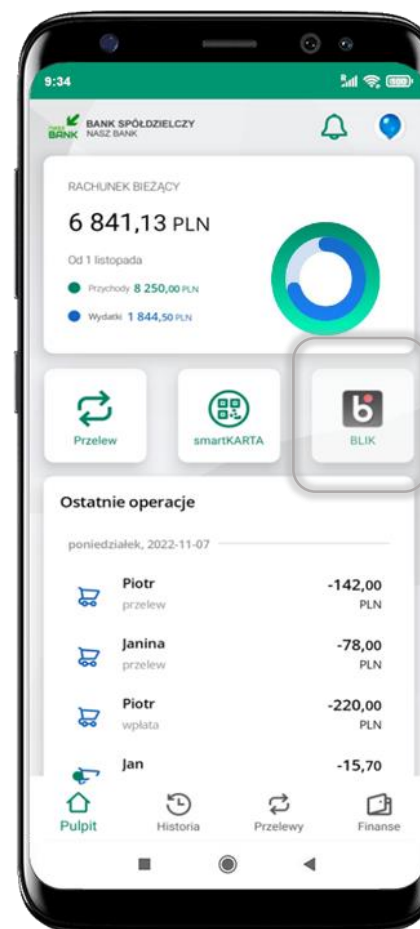 9:34
nasz
BANK
BANK SPÓŁDZIELCZY
NASZ BANK
RACHUNEK BIEŻĄCY
6 841,13 PLN
Od 1 listopada
Przychody 8 250,00 PLN
Wydatki 1 844,50 PLN
Przelew
smartKARTA
BLIK
Ostatnie operacje
poniedziałek, 2022-11-07
Piotr -142,00
przelew PLN
Janina -78,00
przelew PLN
Piotr -220,00
wpłata PLN
Jan -15,70
Pulpit Historia Przelewy Finanse